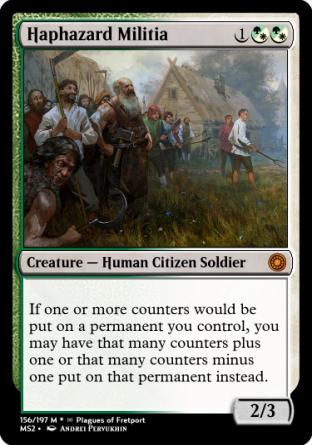 Haphazard Militia 1
Creature — Human Citizen Soldier
If one or more counters would be
put on a permanent you control, you
may have that many counters plus
one or that many counters minus
one put on that permanent instead.
2/3
156/197 M * Plagues of Fretport
MS2 • Andrei Pervukhin